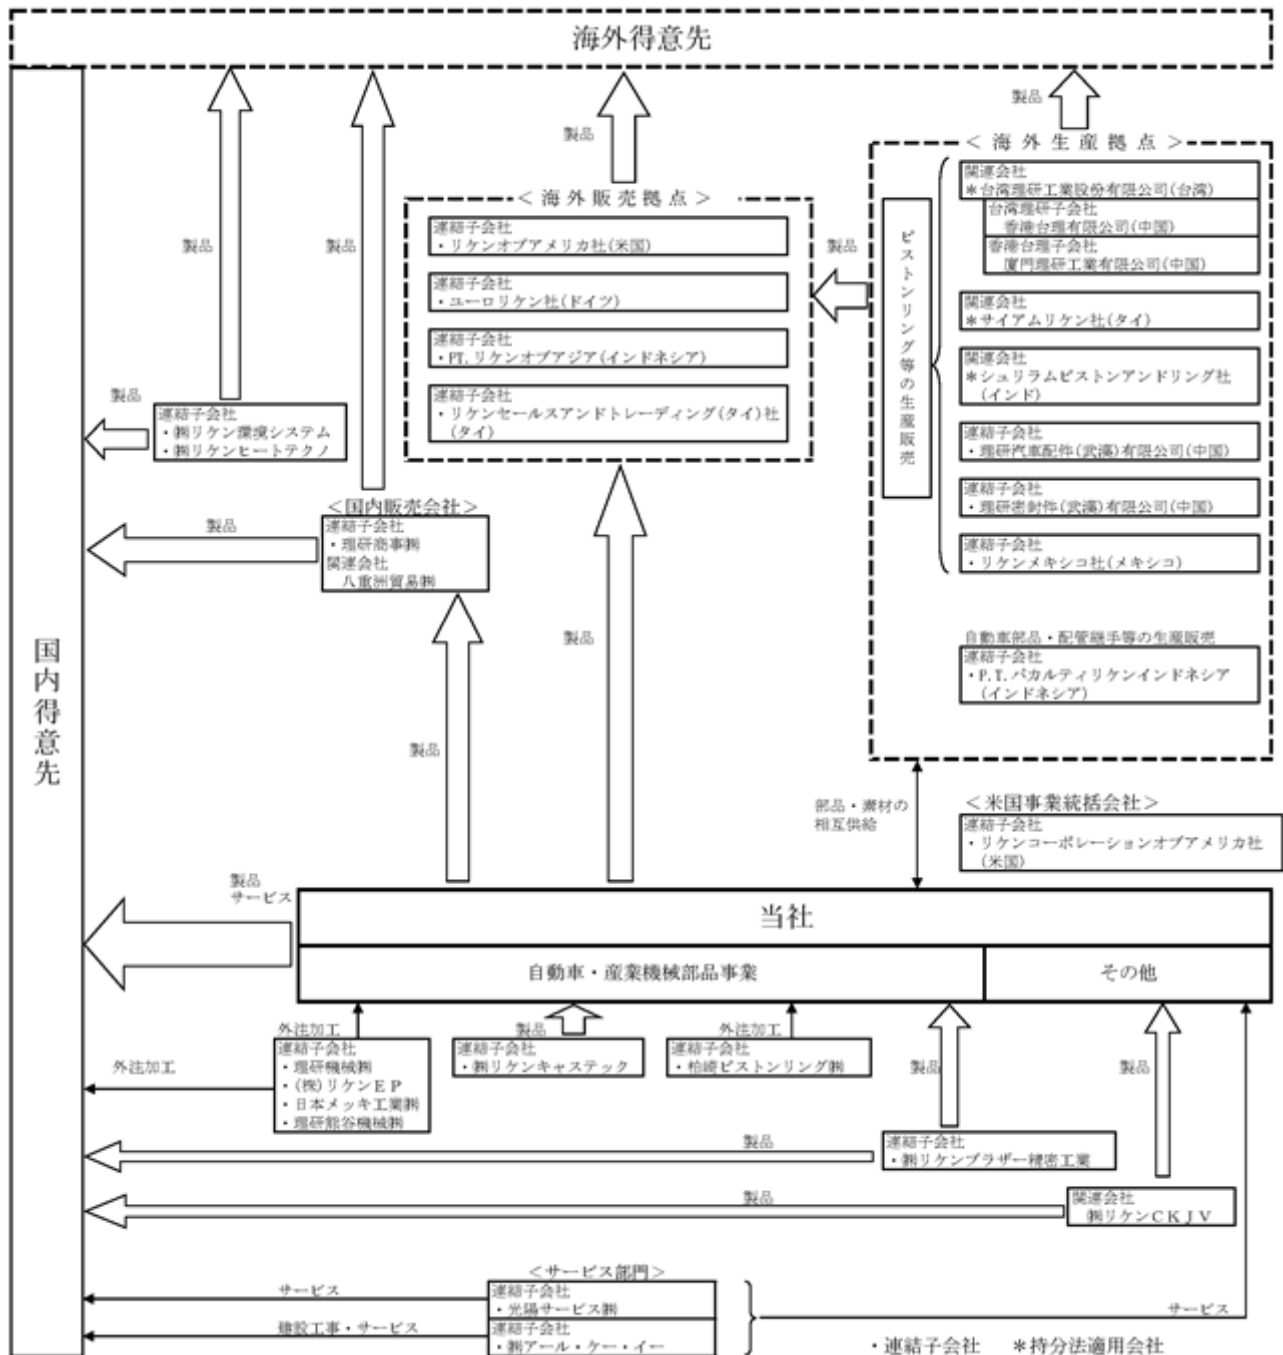 海外得意先
製品
製品
＜海外生産拠点＞
関連会社
＊台湾理研工業股份有限公司(台湾)
台湾理研子会社
香港台理有限公司(中国)
香港台理子会社
廈門理研工業有限公司(中国)
関連会社
＊サイアムリケン社(タイ)
関連会社
＊シュリラムピストンアンドリング社
(インド)
連結子会社
・理研汽車配件(武漢)有限公司(中国)
連結子会社
・理研密封件(武漢)有限公司(中国)
連結子会社
・リケンメキシコ社(メキシコ)
ピストンリング等の生産販売
自動車部品・配管継手等の生産販売
連結子会社
・P.T.パカルティリケンインドネシア
(インドネシア)
＜海外販売拠点＞
連結子会社
・リケンオブアメリカ社(米国)
連結子会社
・ユーロリケン社(ドイツ)
連結子会社
・PT.リケンオブアジア(インドネシア)
連結子会社
・リケンセールスアンドトレーディング(タイ)社
(タイ)
製品
製品
製品
製品
連結子会社
・㈱リケン環境システム
・㈱リケンヒートテクノ
＜国内販売会社＞
連結子会社
・理研商事㈱
関連会社
八重洲貿易㈱
製品
製品
製品
国内得意先
部品・素材の
相互供給
＜米国事業統括会社＞
連結子会社
・リケンコーポレーションオブアメリカ社
(米国)
製品
サービス
当社
自動車・産業機械部品事業
その他
外注加工
連結子会社
・理研機械㈱
・(株)リケンＥＰ
・日本メッキ工業㈱
・理研熊谷機械㈱
外注加工
製品
連結子会社
・㈱リケンキャステック
外注加工
連結子会社
・柏崎ピストンリング㈱
製品
製品
製品
連結子会社
・㈱リケンブラザー精密工業
製品
関連会社
㈱リケンＣＫＪＶ
＜サービス部門＞
サービス
連結子会社
・光陽サービス㈱
建設工事・サービス
連結子会社
・㈱アール・ケー・イー
サービス
・連結子会社　＊持分法適用会社